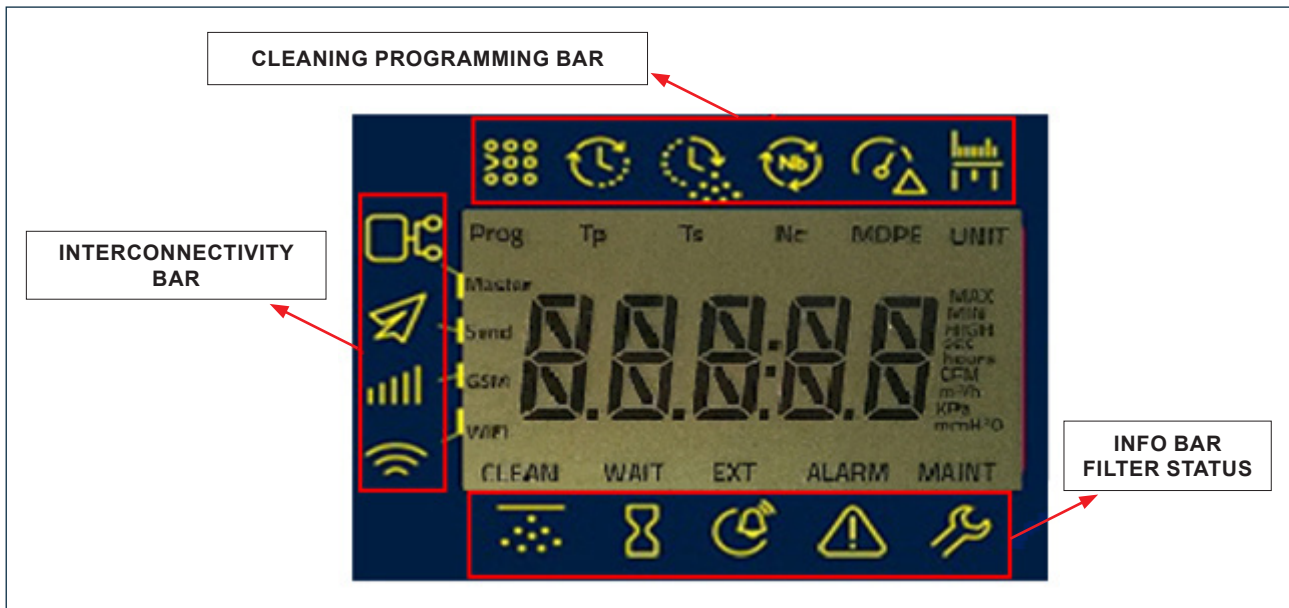 CLEANING PROGRAMMING BAR
Nb
INTERCONNECTIVITY
BAR
Prog Tp Ts Nc MDPE UNIT
Master
Send
GSM
WIFI
MAX
MIN
HIGH
sec
hours
CFM
m³/h
KPa
mmH²O
CLEAN WAIT EXT ALARM MAINT
INFO BAR
FILTER STATUS